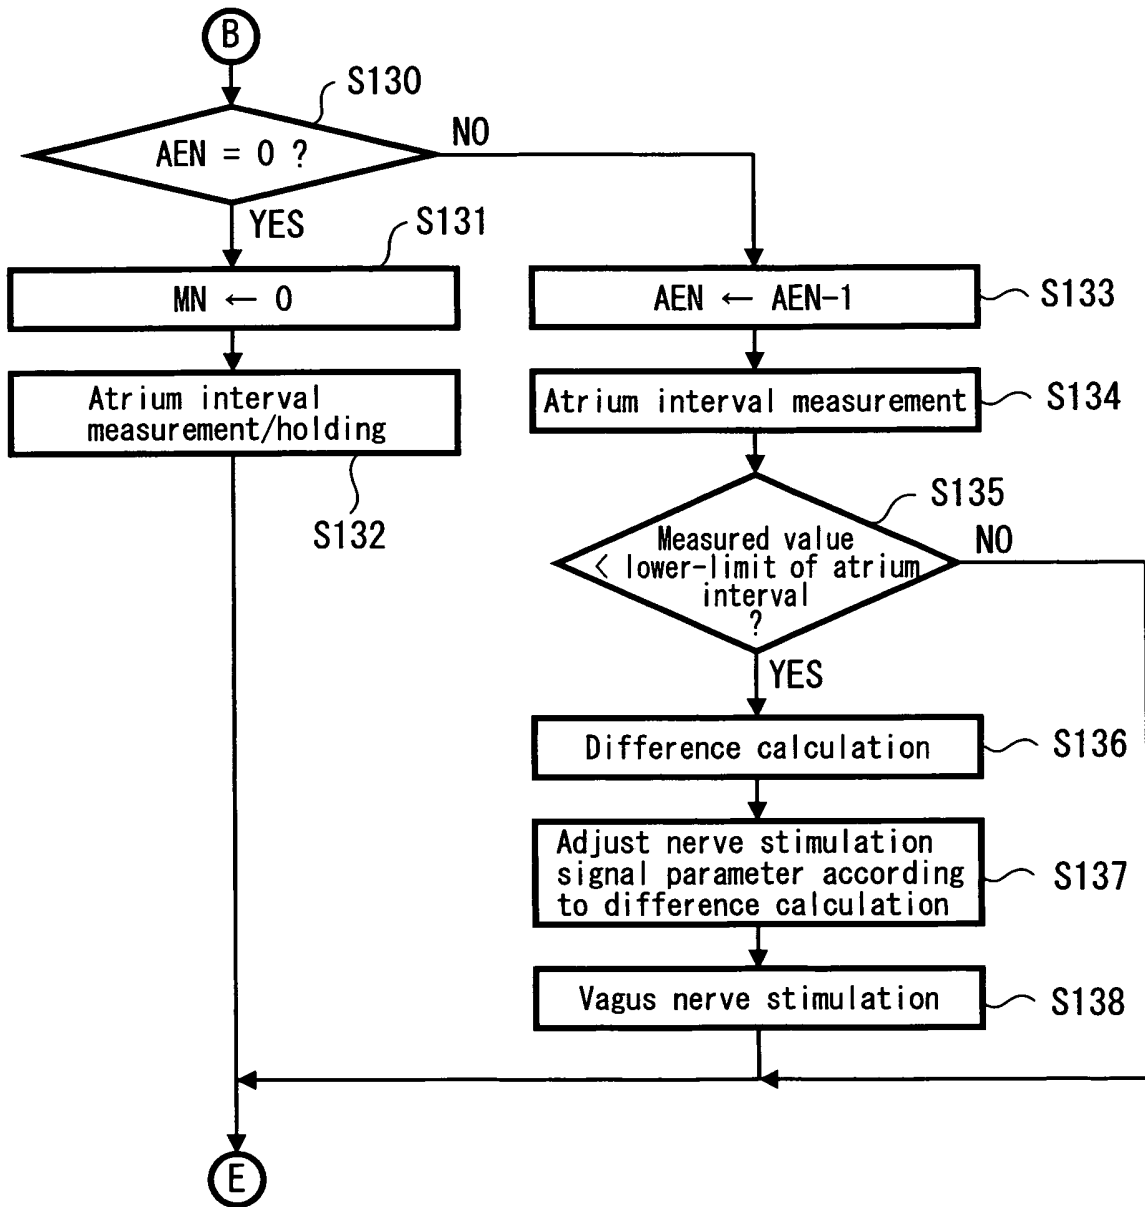 B
S130
AEN = 0 ?
NO
YES
S131
MN ← 0
AEN ← AEN-1
S133
Atrium interval
measurement/holding
S132
Atrium interval measurement
S134
S135
Measured value
< lower-limit of atrium
interval
?
NO
YES
Difference calculation
S136
Adjust nerve stimulation
signal parameter according
to difference calculation
S137
Vagus nerve stimulation
S138
E